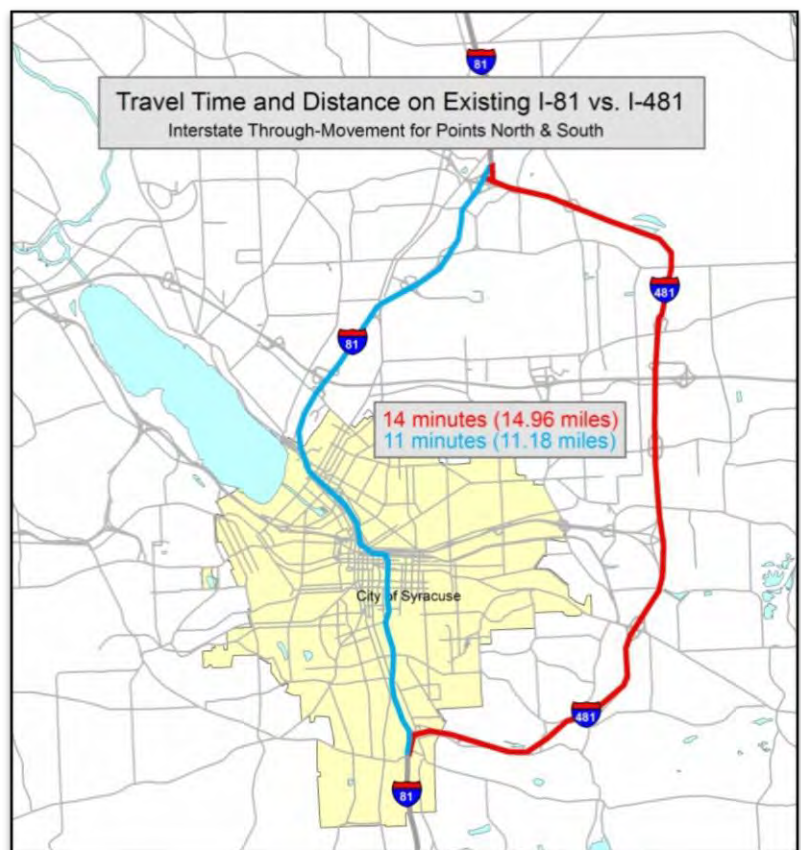 81
Travel Time and Distance on Existing I-81 vs. I-481
Interstate Through-Movement for Points North & South
481
81
14 minutes (14.96 miles)
11 minutes (11.18 miles)
City of Syracuse
481
81